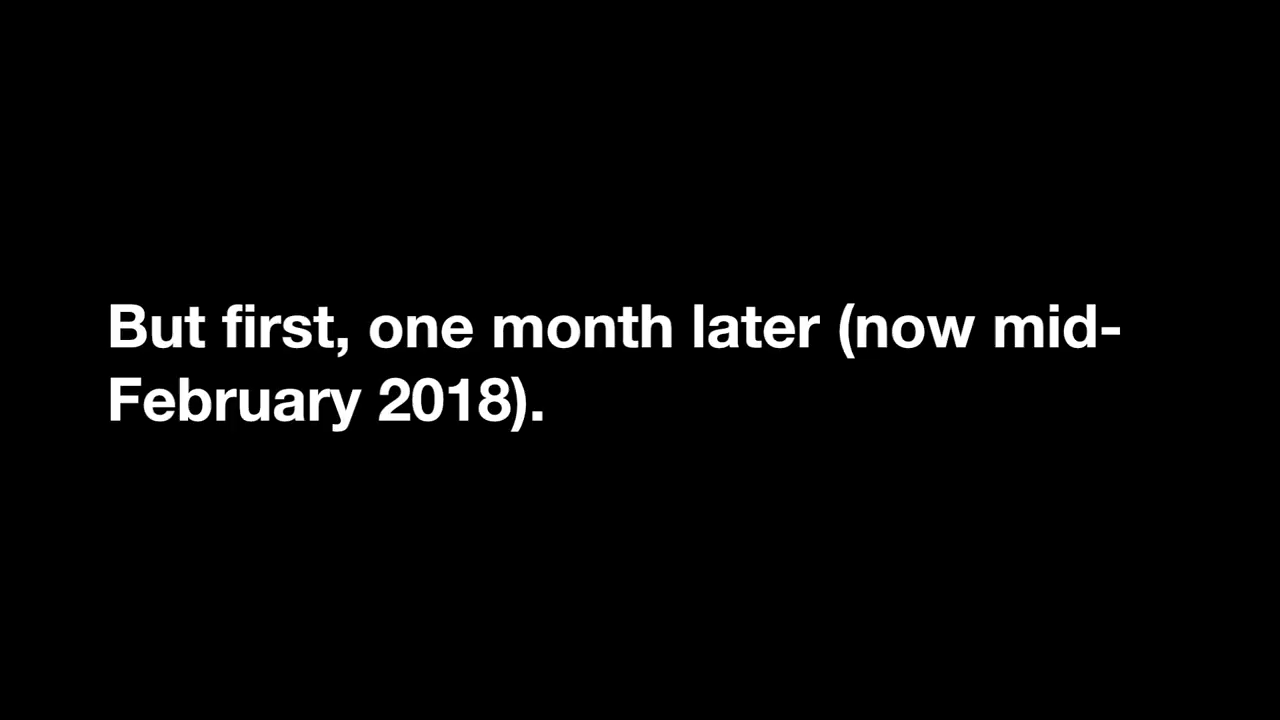 But first, one month later (now mid-
February 2018).